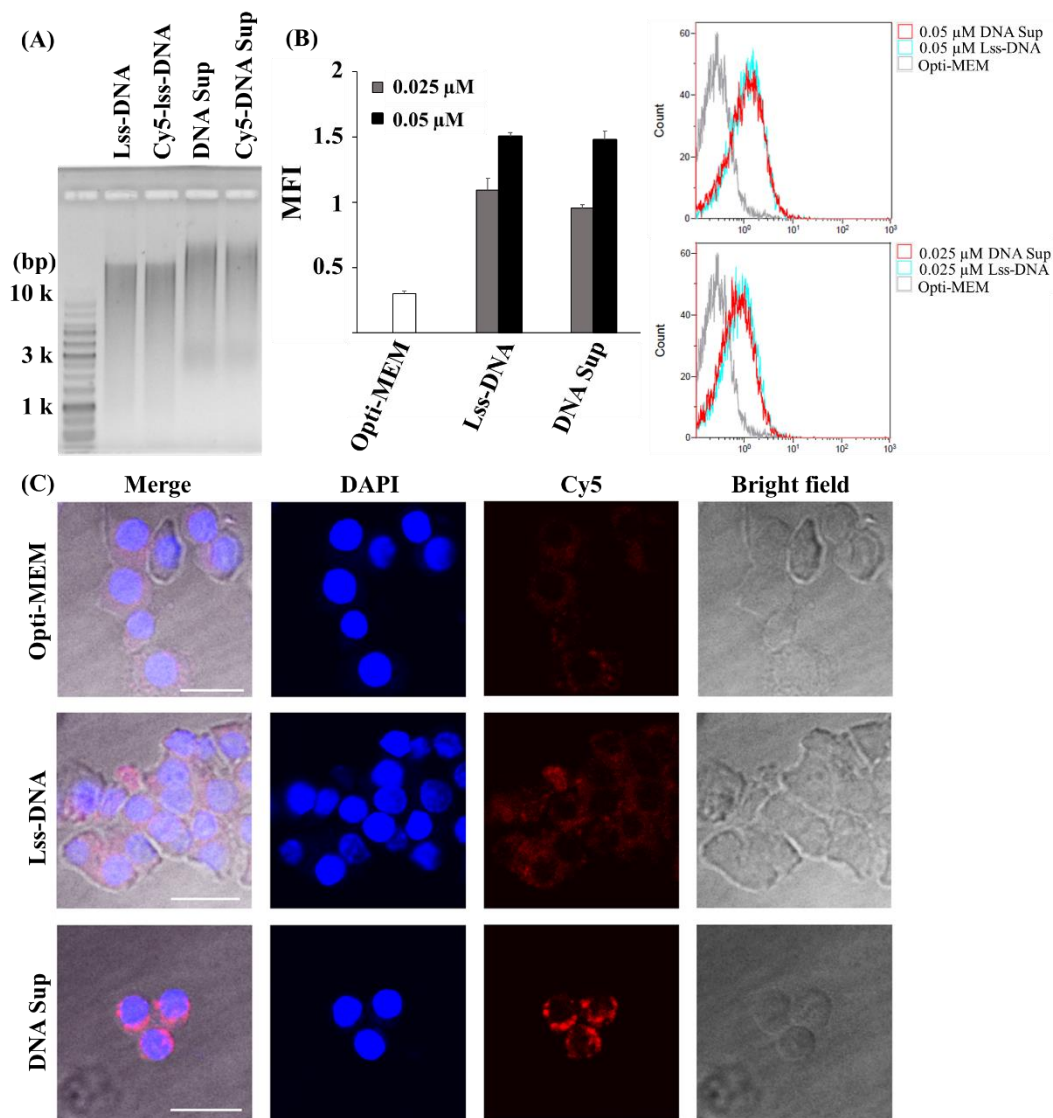 (A)
Lss-DNA
Cy5-lss-DNA
DNA Sup
Cy5-DNA Sup
(bp)
10 k
3 k
1 k
(B)
2
1.5
1
0.5
MFI
0.025 µM
0.05 µM
Opti-MEM
Lss-DNA
DNA Sup
60
40
20
0
Count
10⁰
10¹
10²
10³
0.05 µM DNA Sup
0.05 µM Lss-DNA
Opti-MEM
60
40
20
0
Count
10⁰
10¹
10²
10³
0.025 µM DNA Sup
0.025 µM Lss-DNA
Opti-MEM
(C)
Merge
DAPI
Cy5
Bright field
Opti-MEM
Lss-DNA
DNA Sup